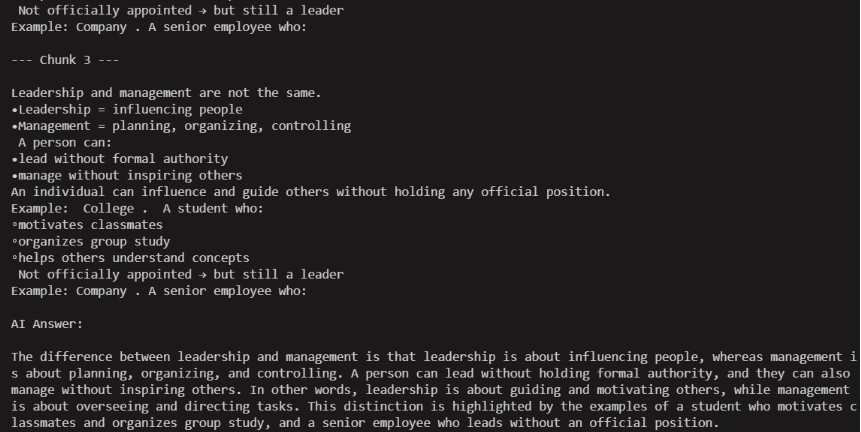 Not officially appointed → but still a leader
Example: Company . A senior employee who:
--- Chunk 3 ---
Leadership and management are not the same.
•Leadership = influencing people
•Management = planning, organizing, controlling
A person can:
•lead without formal authority
•manage without inspiring others
An individual can influence and guide others without holding any official position.
Example:  College .  A student who:
◦motivates classmates
◦organizes group study
◦helps others understand concepts
Not officially appointed → but still a leader
Example: Company . A senior employee who:
AI Answer:
The difference between leadership and management is that leadership is about influencing people, whereas management i
s about planning, organizing, and controlling. A person can lead without holding formal authority, and they can also
manage without inspiring others. In other words, leadership is about guiding and motivating others, while management
is about overseeing and directing tasks. This distinction is highlighted by the examples of a student who motivates c
lassmates and organizes group study, and a senior employee who leads without an official position.